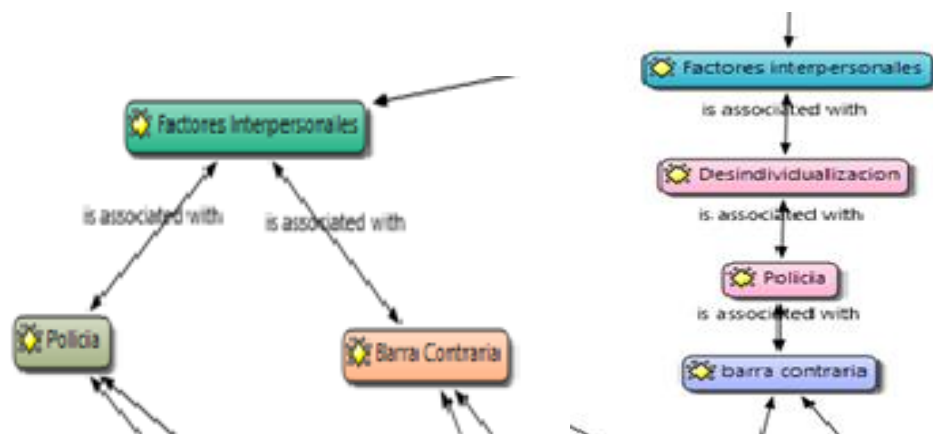 Factores Interpersonales
is associated with
is associated with
Policia
Barra Contraria
Factores interpersonales
is associated with
Desindividualizacion
is associated with
Policia
is associated with
barra contraria